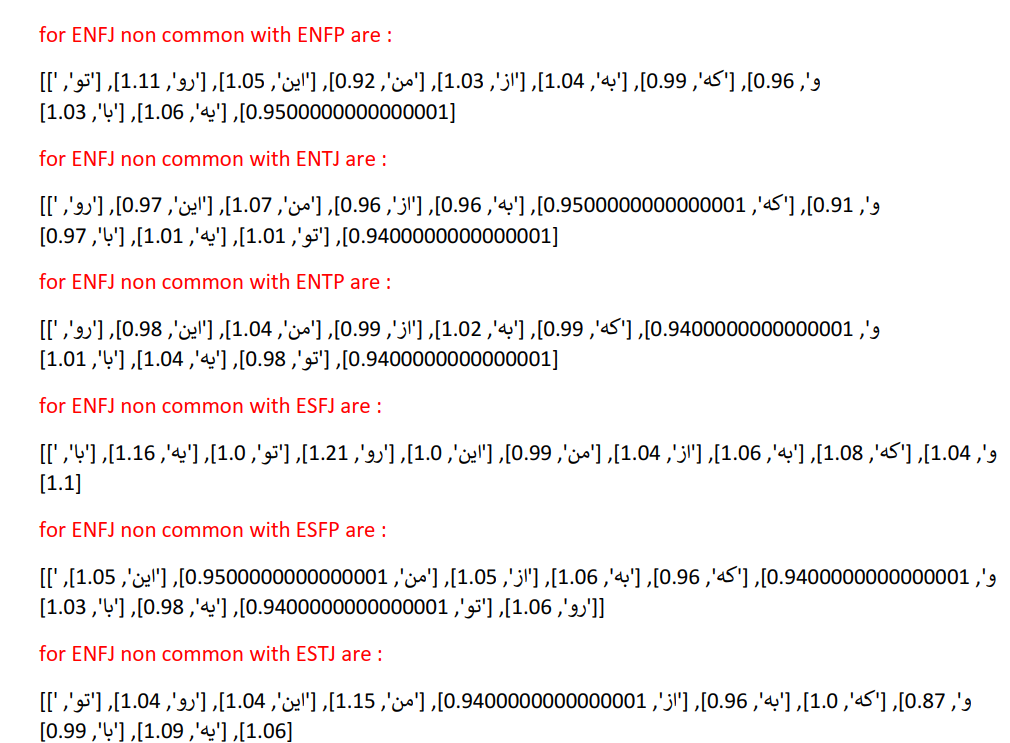 for ENFJ non common with ENFP are :
[['و', 0.96], ['که', 0.99], ['به', 1.04], ['از', 1.03], ['من', 0.92], ['این', 1.05], ['رو', 1.11], ['تو',
0.9500000000000001], ['یه', 1.06], ['با', 1.03]
for ENFJ non common with ENTJ are :
[['و', 0.91], ['که', 0.9500000000000001], ['به', 0.96], ['از', 0.96], ['من', 1.07], ['این', 0.97], ['رو',
0.9400000000000001], ['تو', 1.01], ['یه', 1.01], ['با', 0.97]
for ENFJ non common with ENTP are :
[['و', 0.9400000000000001], ['که', 0.99], ['به', 1.02], ['از', 0.99], ['من', 1.04], ['این', 0.98], ['رو',
0.9400000000000001], ['تو', 0.98], ['یه', 1.04], ['با', 1.01]
for ENFJ non common with ESFJ are :
[['و', 1.04], ['که', 1.08], ['به', 1.06], ['از', 1.04], ['من', 0.99], ['این', 1.0], ['رو', 1.21], ['تو', 1.0], ['یه', 1.16], ['با',
[1.1]
for ENFJ non common with ESFP are :
[['و', 0.9400000000000001], ['که', 0.96], ['به', 1.06], ['از', 1.05], ['من', 0.9500000000000001], ['این', 1.05],
['رو', 1.06], ['تو', 0.9400000000000001], ['یه', 0.98], ['با', 1.03]]
for ENFJ non common with ESTJ are :
[['و', 0.87], ['که', 1.0], ['به', 0.96], ['از', 0.9400000000000001], ['من', 1.15], ['این', 1.04], ['رو', 1.04], ['تو',
1.06], ['یه', 1.09], ['با', 0.99]